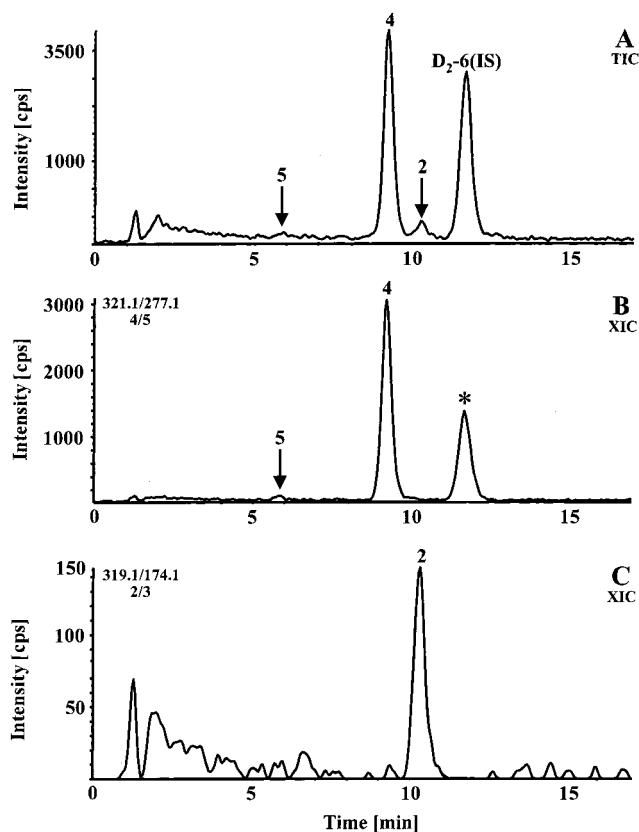 4
A
TIC
3500
D₂-6(IS)
Intensity [cps]
1000
5
2
0 5 10 15
321.1/277.1
4/5
4
B
XIC
3000
2000
1000
0
Intensity [cps]
5
*
0 5 10 15
319.1/174.1
2/3
2
C
XIC
150
100
50
Intensity [cps]
0 5 10 15
Time [min]